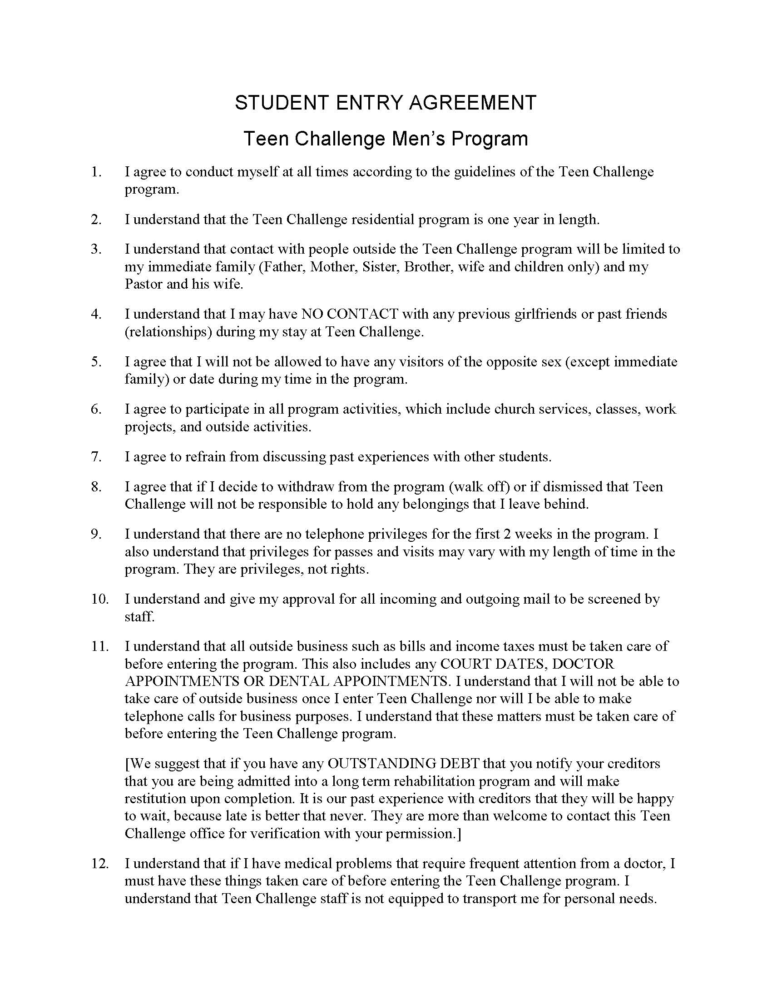 STUDENT ENTRY AGREEMENT
Teen Challenge Men’s Program
1. I agree to conduct myself at all times according to the guidelines of the Teen Challenge
program.
2. I understand that the Teen Challenge residential program is one year in length.
3. I understand that contact with people outside the Teen Challenge program will be limited to
my immediate family (Father, Mother, Sister, Brother, wife and children only) and my
Pastor and his wife.
4. I understand that I may have NO CONTACT with any previous girlfriends or past friends
(relationships) during my stay at Teen Challenge.
5. I agree that I will not be allowed to have any visitors of the opposite sex (except immediate
family) or date during my time in the program.
6. I agree to participate in all program activities, which include church services, classes, work
projects, and outside activities.
7. I agree to refrain from discussing past experiences with other students.
8. I agree that if I decide to withdraw from the program (walk off) or if dismissed that Teen
Challenge will not be responsible to hold any belongings that I leave behind.
9. I understand that there are no telephone privileges for the first 2 weeks in the program. I
also understand that privileges for passes and visits may vary with my length of time in the
program. They are privileges, not rights.
10. I understand and give my approval for all incoming and outgoing mail to be screened by
staff.
11. I understand that all outside business such as bills and income taxes must be taken care of
before entering the program. This also includes any COURT DATES, DOCTOR
APPOINTMENTS OR DENTAL APPOINTMENTS. I understand that I will not be able to
take care of outside business once I enter Teen Challenge nor will I be able to make
telephone calls for business purposes. I understand that these matters must be taken care of
before entering the Teen Challenge program.
[We suggest that if you have any OUTSTANDING DEBT that you notify your creditors
that you are being admitted into a long term rehabilitation program and will make
restitution upon completion. It is our past experience with creditors that they will be happy
to wait, because late is better that never. They are more than welcome to contact this Teen
Challenge office for verification with your permission.]
12. I understand that if I have medical problems that require frequent attention from a doctor, I
must have these things taken care of before entering the Teen Challenge program. I
understand that Teen Challenge staff is not equipped to transport me for personal needs.